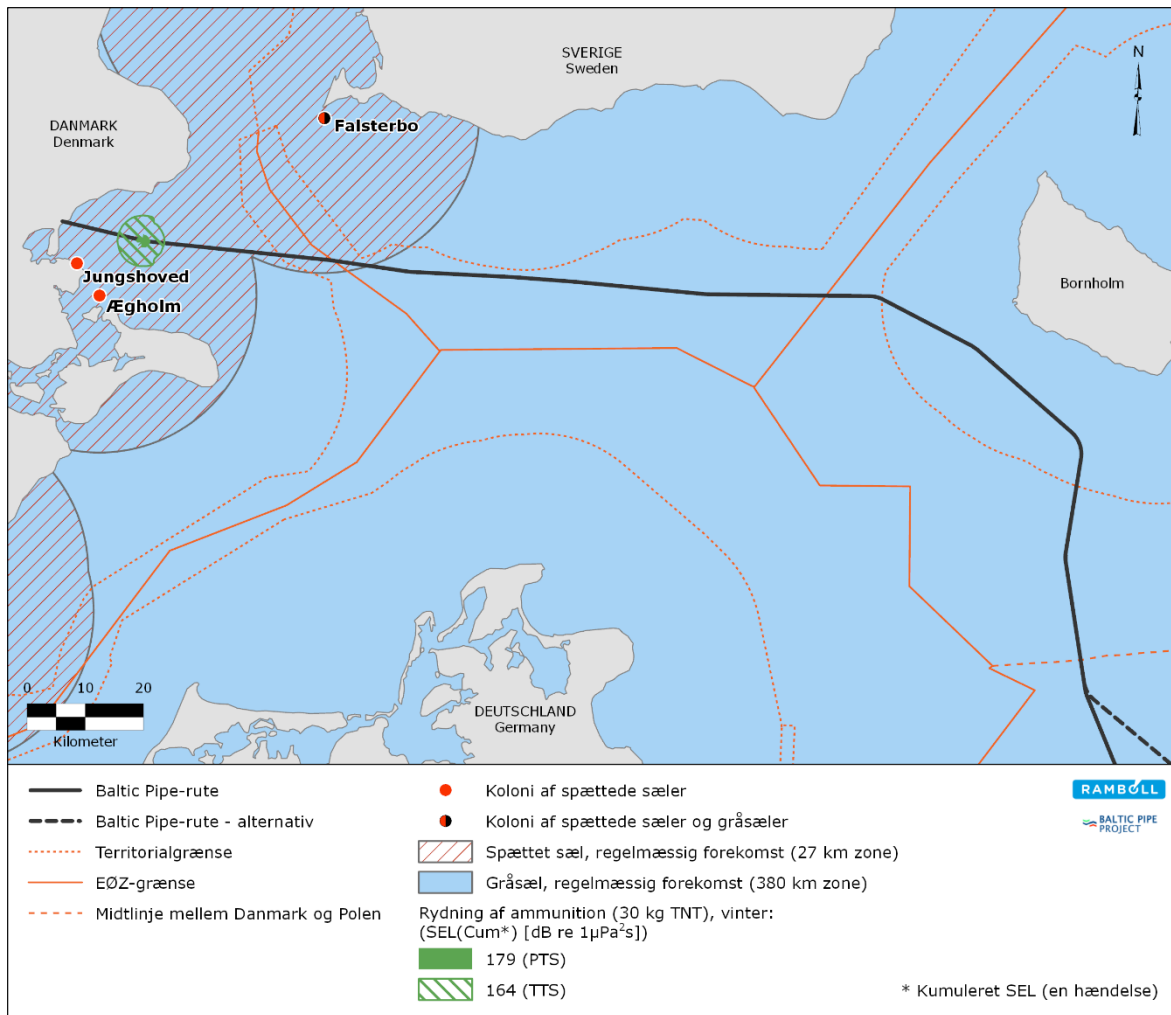 SVERIGE
Sweden
N
DANMARK
Denmark
Falsterbo
Jungshoved
Ægholm
Bornholm
0 10 20
Kilometer
DEUTSCHLAND
Germany
Baltic Pipe-rute
Baltic Pipe-rute - alternativ
Territorialgrænse
EØZ-grænse
Midtlinje mellem Danmark og Polen
Koloni af spættede sæler
Koloni af spættede sæler og gråsæler
Spættet sæl, regelmæssig forekomst (27 km zone)
Gråsæl, regelmæssig forekomst (380 km zone)
Rydning af ammunition (30 kg TNT), vinter:
(SEL(Cum*) [dB re 1µPa²s])
179 (PTS)
164 (TTS)
RAMBOLL
BALTIC PIPE
PROJECT
* Kumuleret SEL (en hændelse)